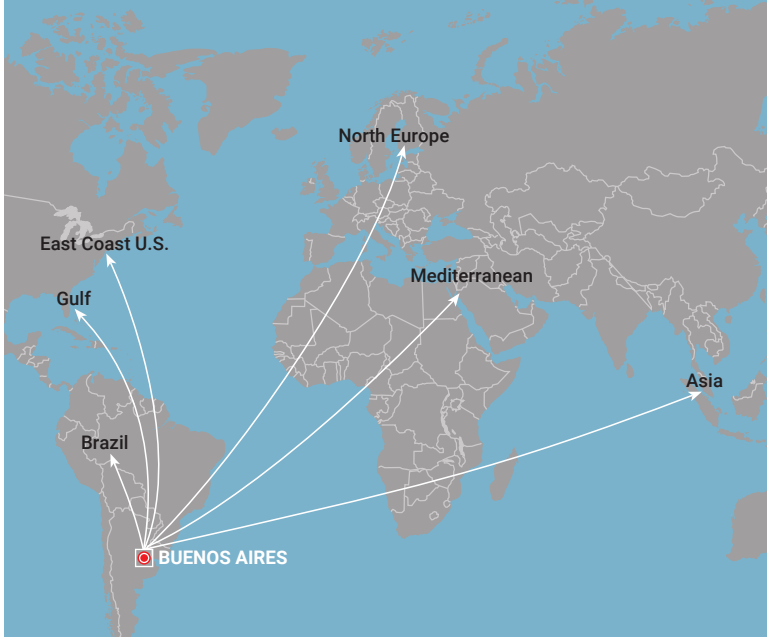 North Europe
East Coast U.S.
Mediterranean
Gulf
Asia
Brazil
BUENOS AIRES